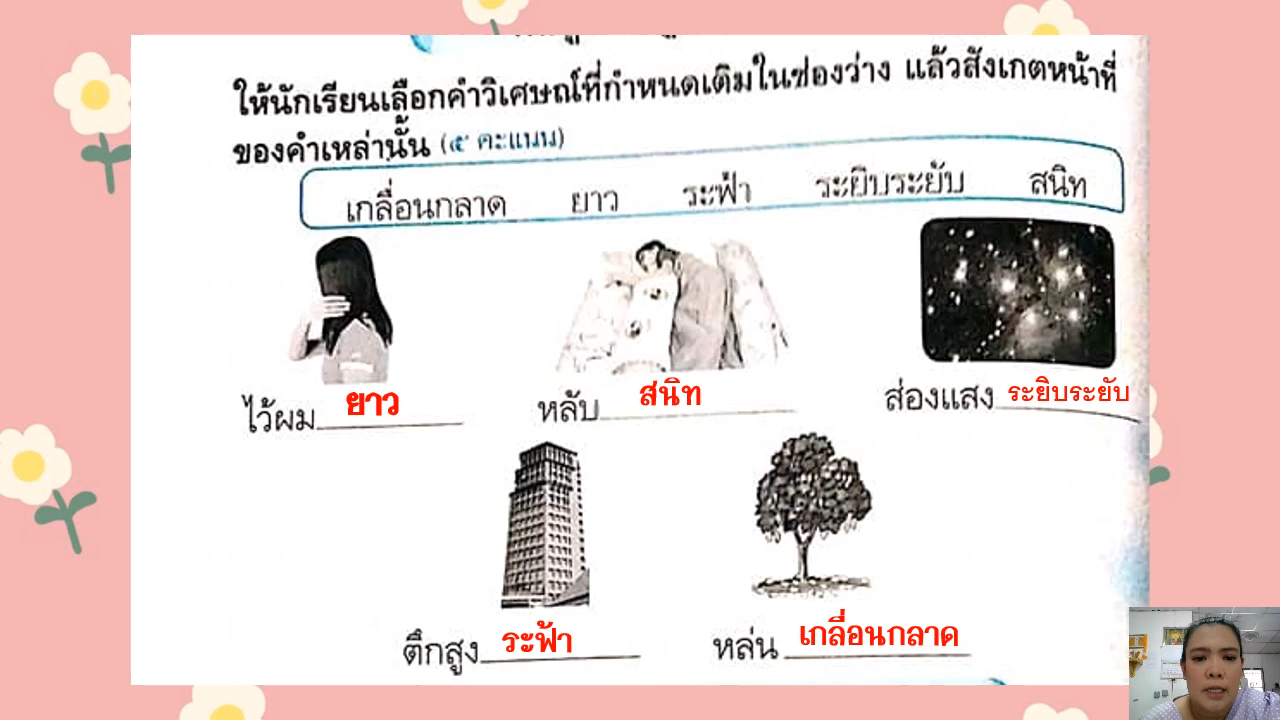 ให้นักเรียนเลือกคำวิเศษณ์ที่กำหนดเติมในช่องว่าง แล้วสังเกตหน้าที่
ของคำเหล่านั้น (๕ คะแนน)
เกลื่อนกลาด ยาว ระฟ้า ระยิบระยับ สนิท
ไว้ผม ยาว หลับ สนิท ส่องแสง ระยิบระยับ
ตึกสูง ระฟ้า หล่น เกลื่อนกลาด